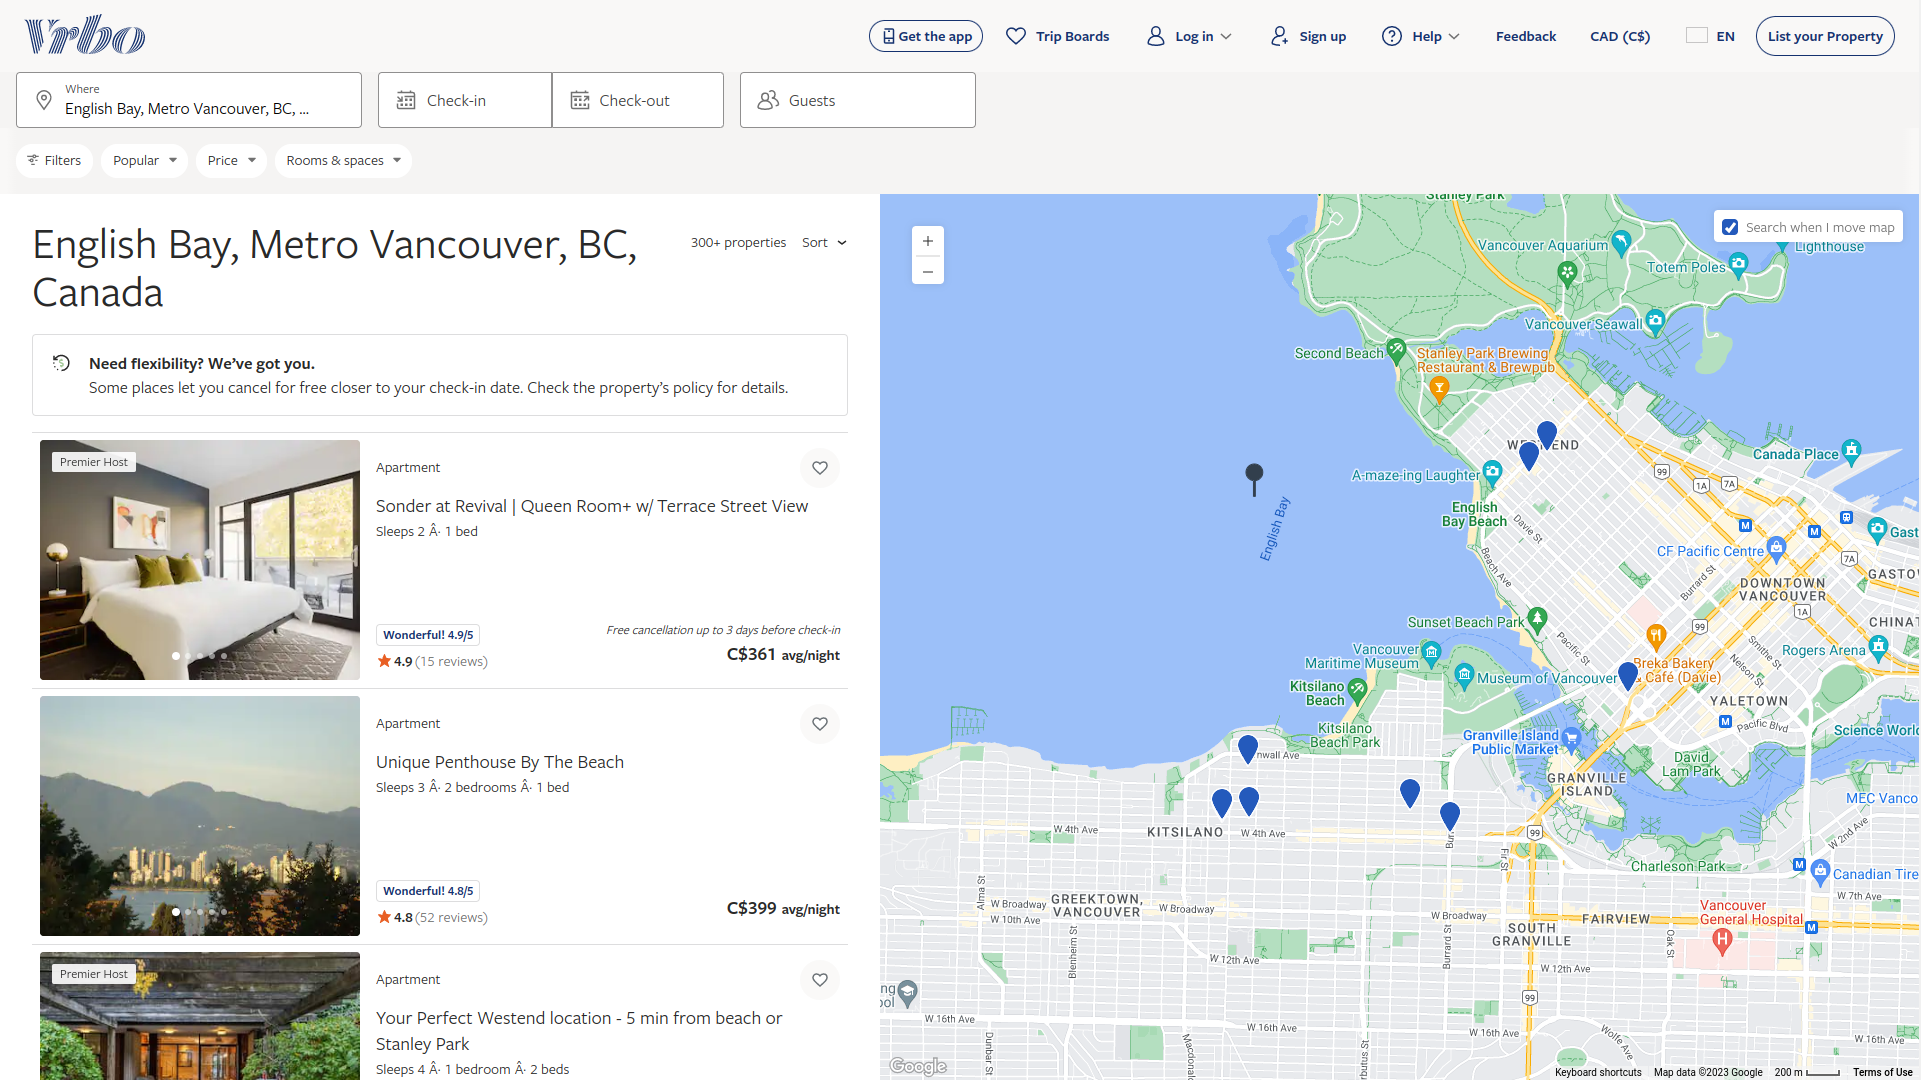 Vrbo
Get the app
Trip Boards
Log in
Sign up
Help
Feedback
CAD (C$)
EN
List your Property
Where
English Bay, Metro Vancouver, BC, ...
Check-in
Check-out
Guests
Filters
Popular
Price
Rooms & spaces
English Bay, Metro Vancouver, BC,
Canada
300+ properties
Sort
Need flexibility? We’ve got you.
Some places let you cancel for free closer to your check-in date. Check the property’s policy for details.
Premier Host
Apartment
Sonder at Revival | Queen Room+ w/ Terrace Street View
Sleeps 2 Â· 1 bed
Wonderful! 4.9/5
4.9 (15 reviews)
Free cancellation up to 3 days before check-in
C$361 avg/night
Apartment
Unique Penthouse By The Beach
Sleeps 3 Â· 2 bedrooms Â· 1 bed
Wonderful! 4.8/5
4.8 (52 reviews)
C$399 avg/night
Premier Host
Apartment
Your Perfect Westend location - 5 min from beach or
Stanley Park
Sleeps 4 Â· 1 bedroom Â· 2 beds
+
−
Search when I move map
Stanley Park
Vancouver Aquarium
Lighthouse
Totem Poles
Vancouver Seawall
Second Beach
Stanley Park Brewing
Restaurant & Brewpub
Canada Place
A-maze-ing Laughter
99
1A
7A
English
Bay Beach
English Bay
Davie St
Beach Ave
M
M
CF Pacific Centre
7A
Gast
GASTO
Burrard St
DOWNTOWN
VANCOUVER
1A
CHINAT
Sunset Beach Park
99
Pacific St
Smithe St
Nelson St
Rogers Arena
Vancouver
Maritime Museum
Breka Bakery
& Café (Davie)
Museum of Vancouver
Kitsilano
Beach
YALETOWN
M
Pacific Blvd
Science World
Kitsilano
Beach Park
Granville Island
Public Market
David
Lam Park
nwall Ave
GRANVILLE
ISLAND
MEC Vanco
W 4th Ave
KITSILANO
W 4th Ave
99
W 2nd Ave
Fir St
Charleson Park
M
Canadian Tire
Alma St
GREEKTOWN,
VANCOUVER
W 7th Ave
W Broadway
W 10th Ave
W Broadway
W Broadway
FAIRVIEW
Vancouver
General Hospital
M
H
SOUTH
GRANVILLE
Blenheim St
Burrard St
Oak St
W 12th Ave
W 12th Ave
99
W 16th Ave
W 16th Ave
W 16th Ave
W 16th Ave
Wolfe Ave
Dunbar St
Macdonal
rbutus St
Google
Keyboard shortcuts
Map data ©2023 Google
200 m
Terms of Use